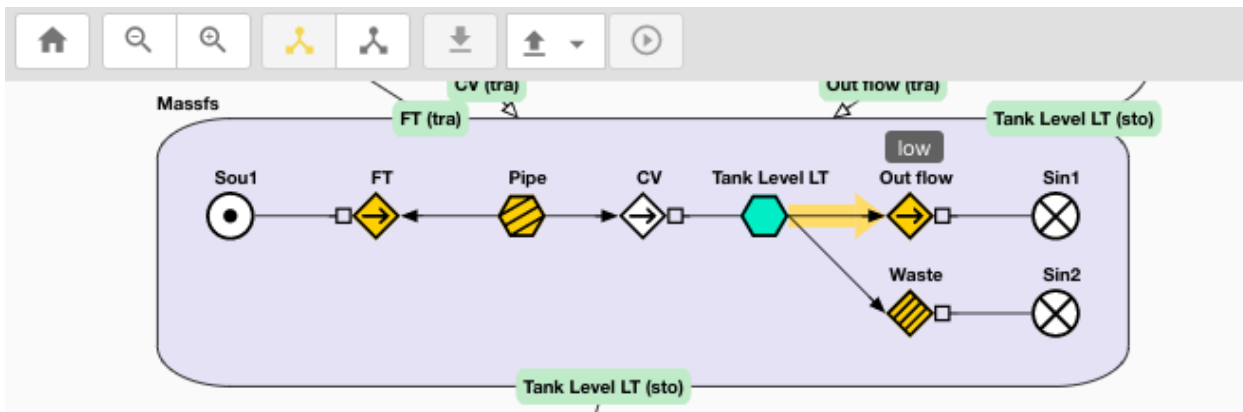 CV (tra)
Out flow (tra)
Massfs
FT (tra)
Tank Level LT (sto)
low
Sou1
FT
Pipe
CV
Tank Level LT
Out flow
Sin1
Waste
Sin2
Tank Level LT (sto)